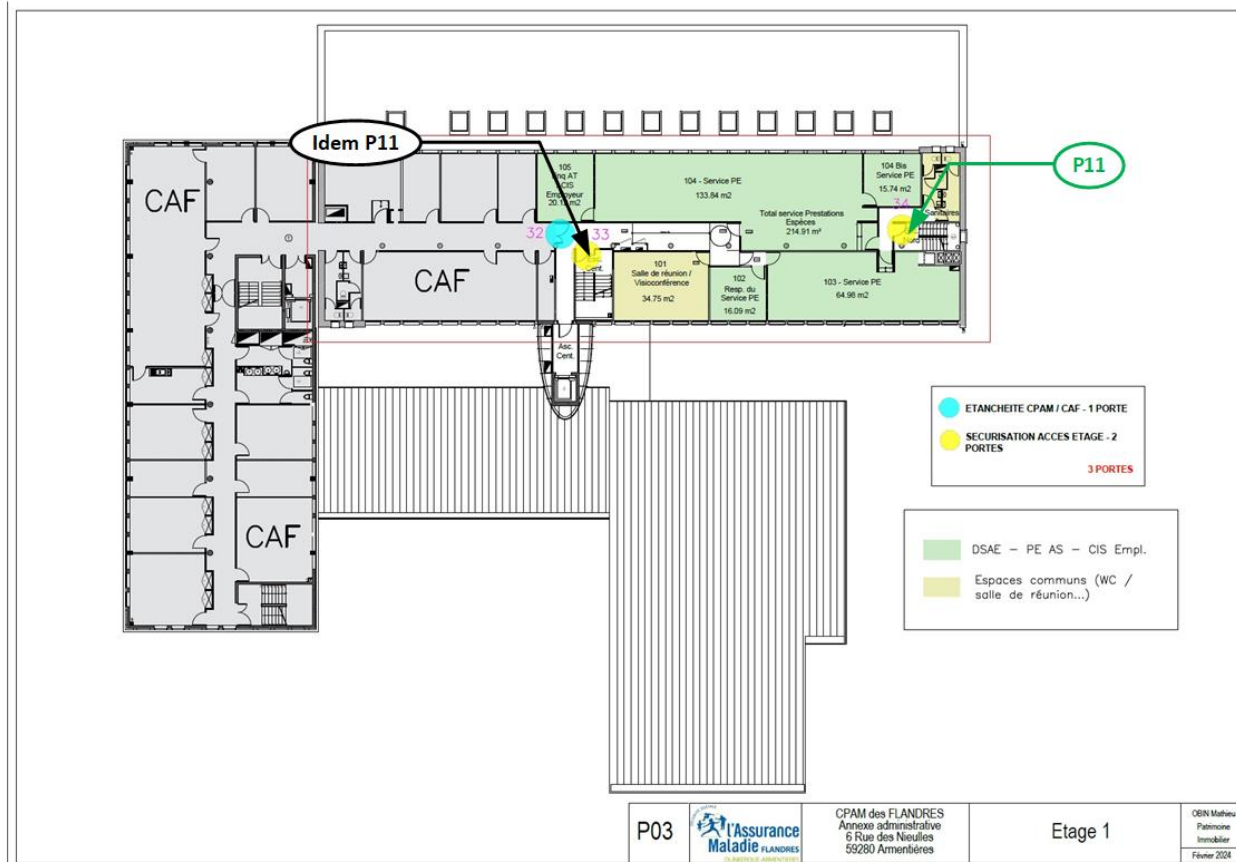 Idem P11
P11
CAF
CAF
CAF
105
Enq AT
CIS
Employeur
104 - Service PE
133.84 m2
104 Bis
Service PE
15.74 m2
34
Sanitaires
Total service Prestations
Espèces
214.91 m²
32
33
Nord
101
Salle de réunion /
Visioconférence
34.75 m2
102
Resp. du
Service PE
16.09 m2
103 - Service PE
64.98 m2
Asc.
Cent.
ETANCHEITE CPAM / CAF - 1 PORTE
SECURISATION ACCES ETAGE - 2
PORTES
3 PORTES
DSAE - PE AS - CIS Empl.
Espaces communs (WC /
salle de réunion...)
P03
l'Assurance
Maladie FLANDRES
DUNKERQUE-ARMENTIERES
CPAM des FLANDRES
Annexe administrative
6 Rue des Nieulles
59280 Armentières
Etage 1
OBIN Mathieu
Patrimoine
Immobilier
Février 2024